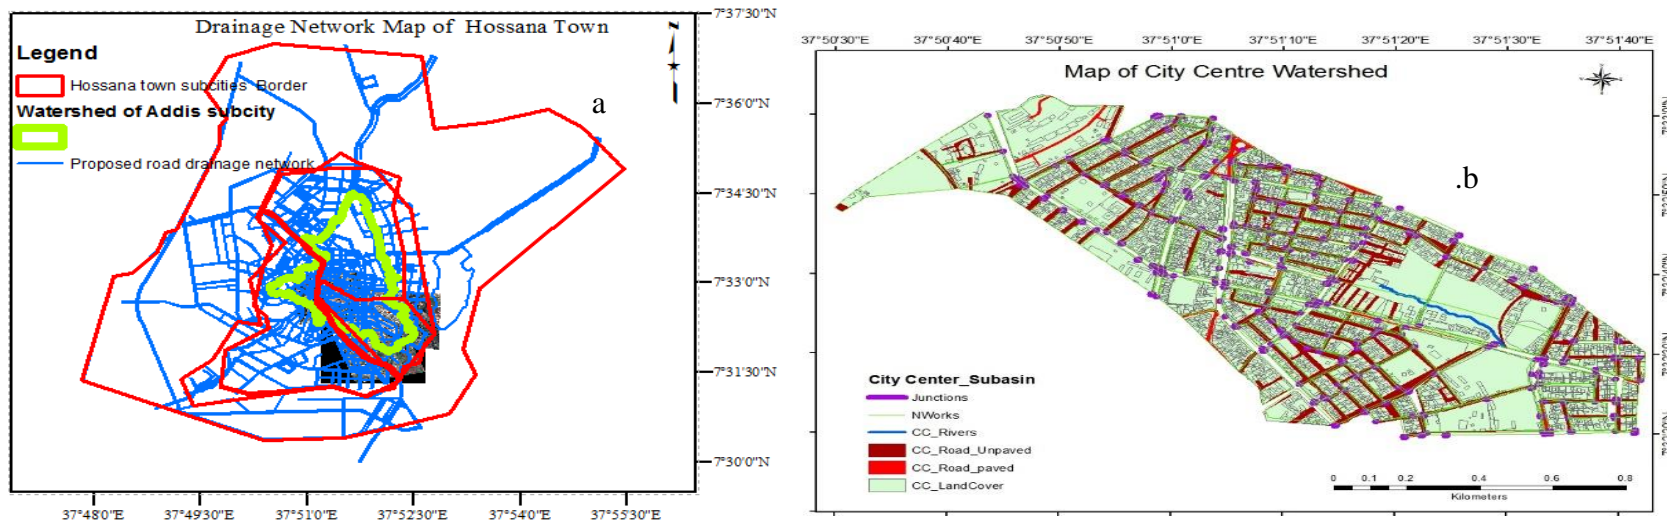 Drainage Network Map of Hossana Town
Legend
Hossana town subcities Border
Watershed of Addis subcity
Proposed road drainage network
a
N
7°37'30"N
7°36'0"N
7°34'30"N
7°33'0"N
7°31'30"N
7°30'0"N
37°48'0"E 37°49'30"E 37°51'0"E 37°52'30"E 37°54'0"E 37°55'30"E
37°50'30"E 37°50'40"E 37°50'50"E 37°51'0"E 37°51'10"E 37°51'20"E 37°51'30"E 37°51'40"E
Map of City Centre Watershed
.b
City Center_Subasin
Junctions
NWorks
CC_Rivers
CC_Road_Unpaved
CC_Road_paved
CC_LandCover
0 0.1 0.2 0.4 0.6 0.8
Kilometers